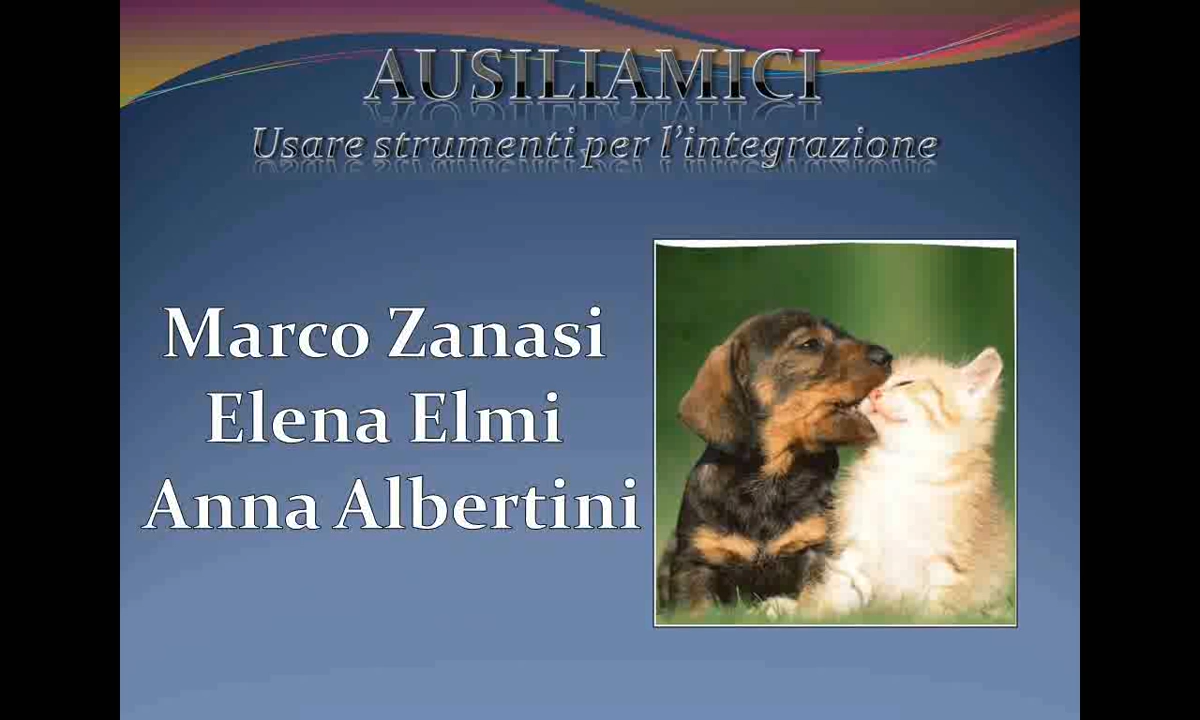 AUSILIAMICI
Usare strumenti per l'integrazione
Marco Zanasi
Elena Elmi
Anna Albertini